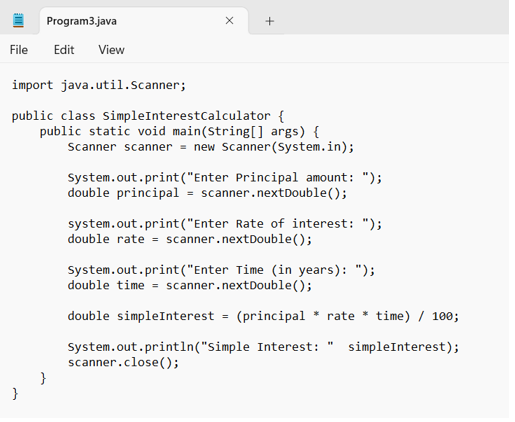 Program3.java
File Edit View
import java.util.Scanner;
public class SimpleInterestCalculator {
    public static void main(String[] args) {
        Scanner scanner = new Scanner(System.in);
        System.out.print("Enter Principal amount: ");
        double principal = scanner.nextDouble();
        system.out.print("Enter Rate of interest: ");
        double rate = scanner.nextDouble();
        System.out.print("Enter Time (in years): ");
        double time = scanner.nextDouble();
        double simpleInterest = (principal * rate * time) / 100;
        System.out.println("Simple Interest: "  simpleInterest);
        scanner.close();
    }
}